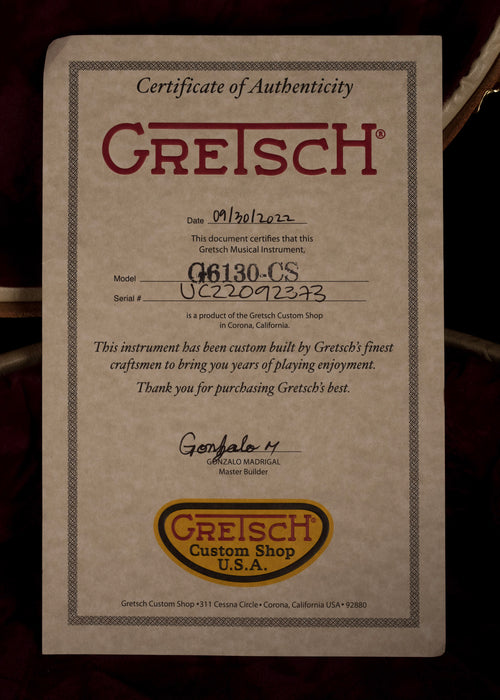 Certificate of Authenticity
GRETSCH®
Date 09/30/2022
This document certifies that this
Gretsch Musical Instrument,
Model G6130-CS
Serial # UC22092373
is a product of the Gretsch Custom Shop
in Corona, California.
This instrument has been custom built by Gretsch's finest
craftsmen to bring you years of playing enjoyment.
Thank you for purchasing Gretsch's best.
Gonzalo M
GONZALO MADRIGAL
Master Builder
GRETSCH®
Custom Shop
U.S.A.
Gretsch Custom Shop •311 Cessna Circle• Corona, California USA• 92880